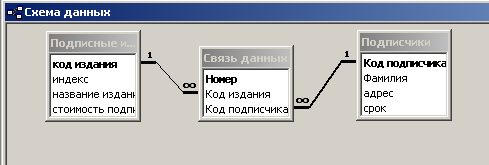 Схема данных
Подписные и...
код издания
индекс
название издани
стоимость подпи
1
∞
Связь данных
Номер
Код издания
Код подписчика
1
∞
Подписчики
Код подписчика
Фамилия
адрес
срок